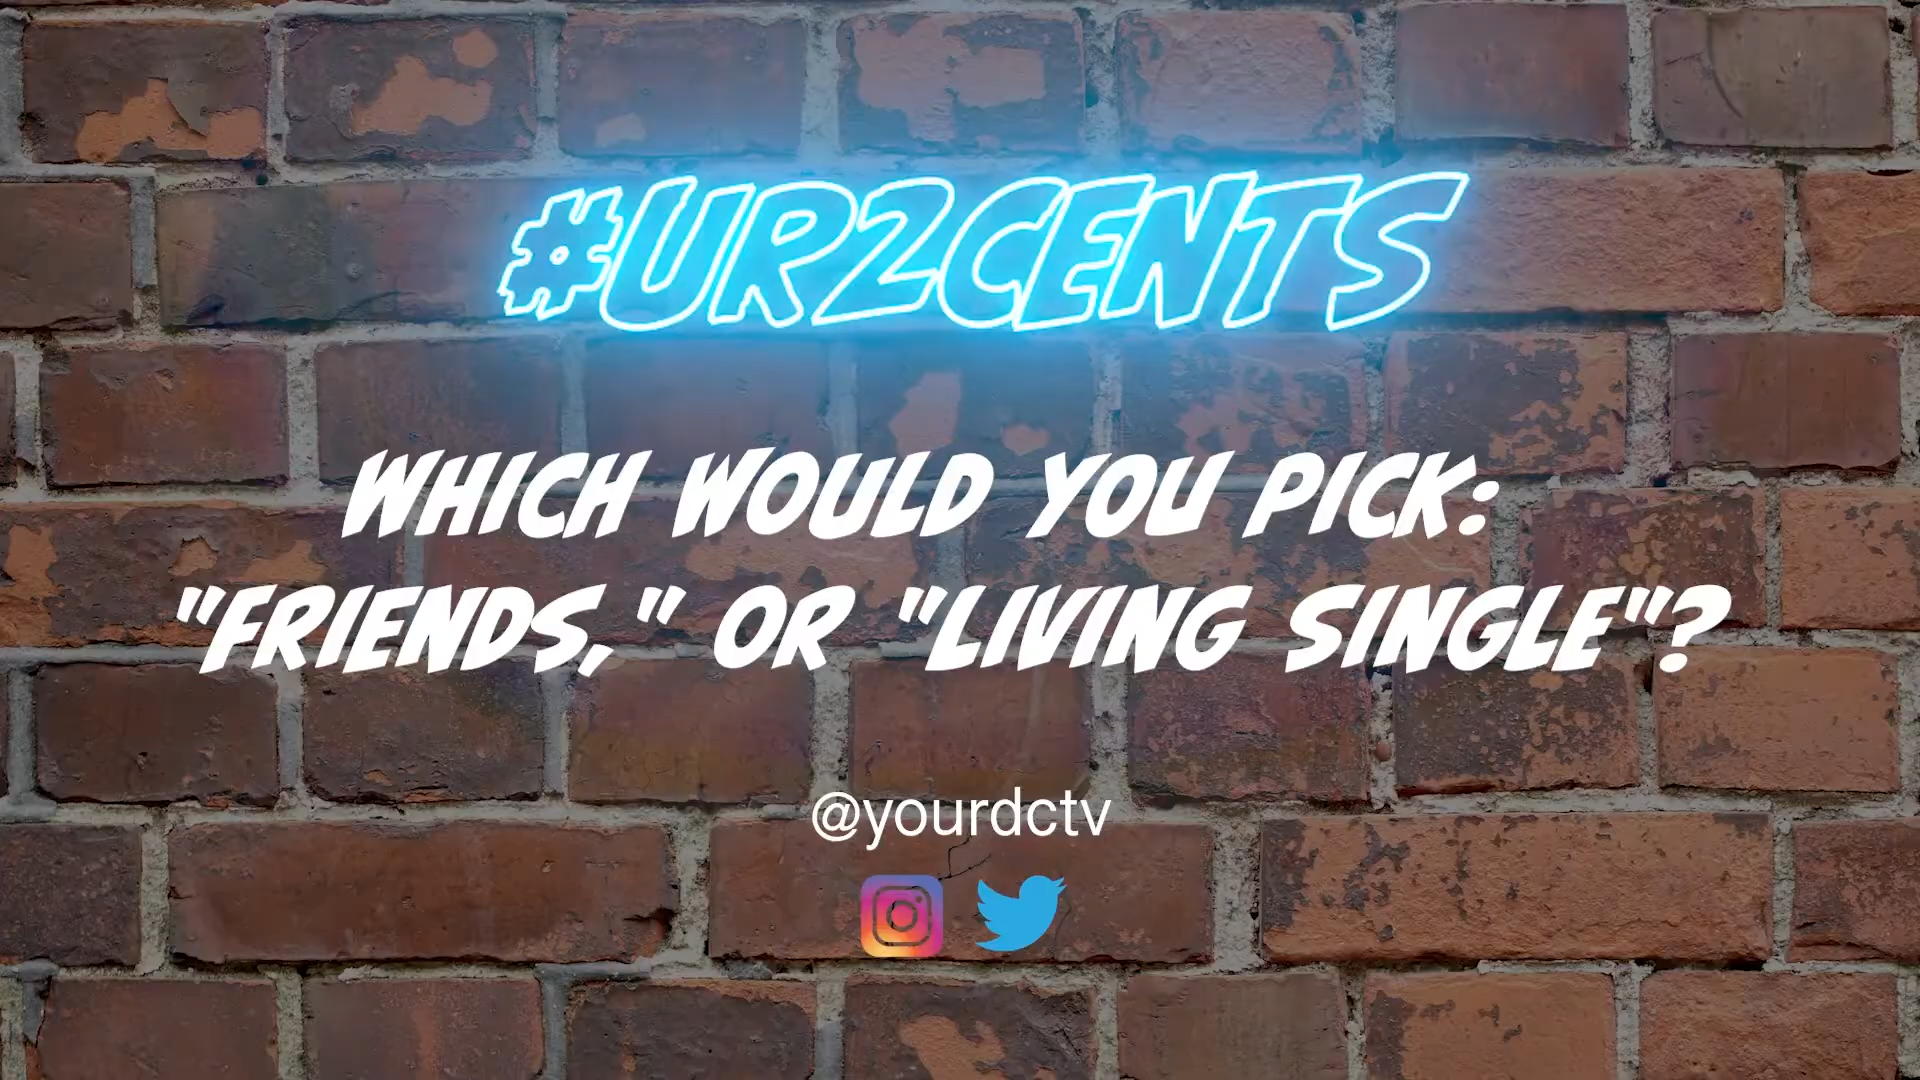 #UR2CENTS
WHICH WOULD YOU PICK:
"FRIENDS," OR "LIVING SINGLE"?
@yourdctv